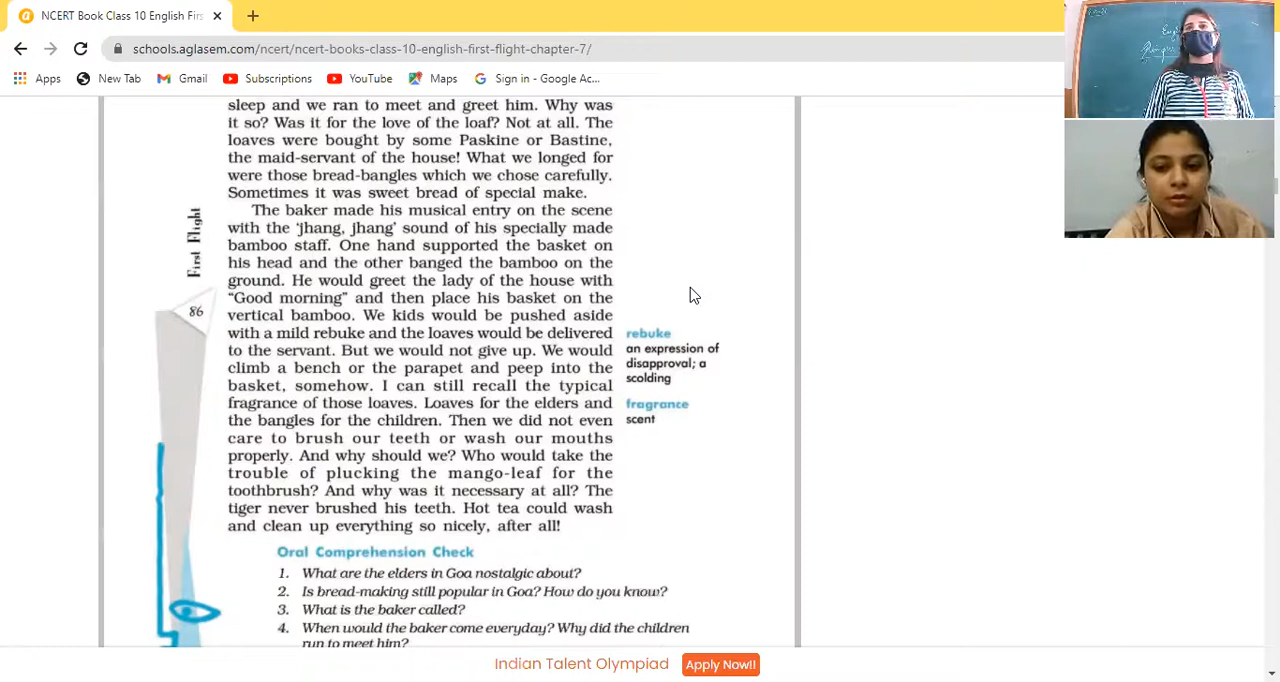 NCERT Book Class 10 English Firs
schools.aglasem.com/ncert/ncert-books-class-10-english-first-flight-chapter-7/
Apps New Tab Gmail Subscriptions YouTube Maps Sign in - Google Ac...
sleep and we ran to meet and greet him. Why was
it so? Was it for the love of the loaf? Not at all. The
loaves were bought by some Paskine or Bastine,
the maid-servant of the house! What we longed for
were those bread-bangles which we chose carefully.
Sometimes it was sweet bread of special make.
The baker made his musical entry on the scene
with the ‘jhang, jhang’ sound of his specially made
bamboo staff. One hand supported the basket on
his head and the other banged the bamboo on the
ground. He would greet the lady of the house with
“Good morning” and then place his basket on the
vertical bamboo. We kids would be pushed aside
with a mild rebuke and the loaves would be delivered
to the servant. But we would not give up. We would
climb a bench or the parapet and peep into the
basket, somehow. I can still recall the typical
fragrance of those loaves. Loaves for the elders and
the bangles for the children. Then we did not even
care to brush our teeth or wash our mouths
properly. And why should we? Who would take the
trouble of plucking the mango-leaf for the
toothbrush? And why was it necessary at all? The
tiger never brushed his teeth. Hot tea could wash
and clean up everything so nicely, after all!
First Flight
86
rebuke
an expression of
disapproval; a
scolding
fragrance
scent
Oral Comprehension Check
1. What are the elders in Goa nostalgic about?
2. Is bread-making still popular in Goa? How do you know?
3. What is the baker called?
4. When would the baker come everyday? Why did the children
run to meet him?
Indian Talent Olympiad Apply Now!!